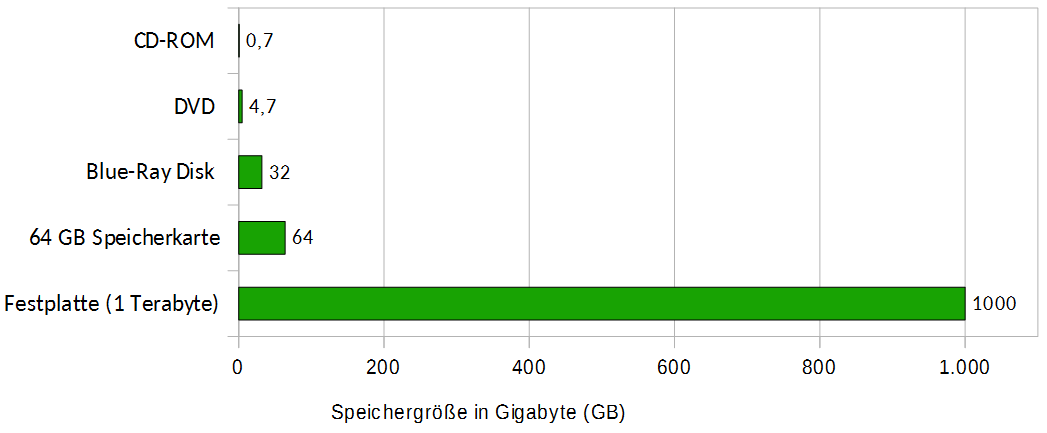 CD-ROM 0,7
DVD 4,7
Blue-Ray Disk 32
64 GB Speicherkarte 64
Festplatte (1 Terabyte) 1000
0 200 400 600 800 1.000
Speichergröße in Gigabyte (GB)